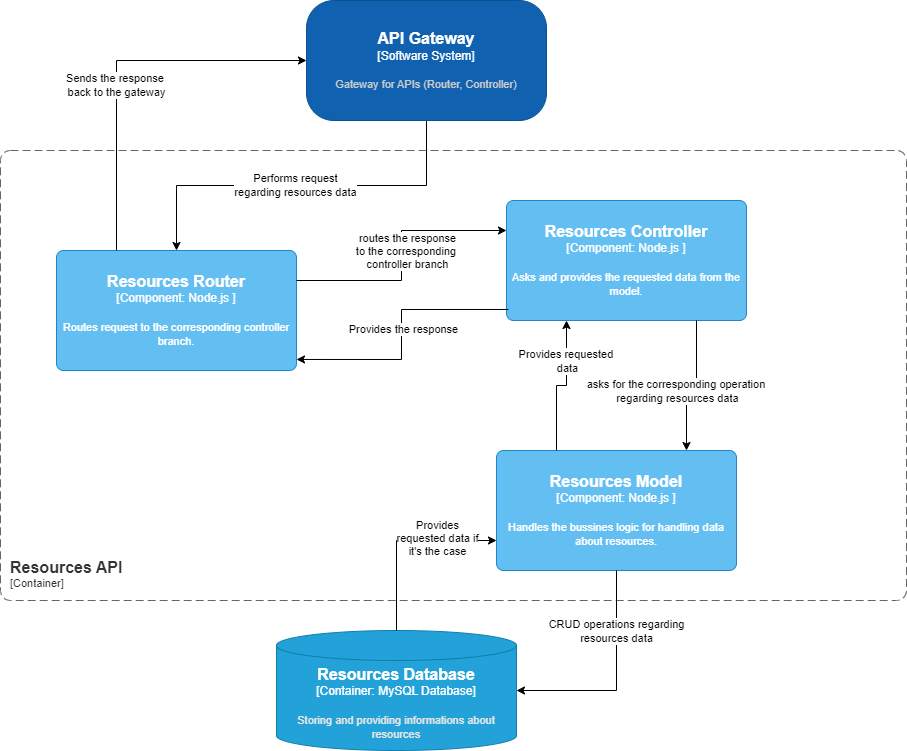 API Gateway
[Software System]
Gateway for APIs (Router, Controller)
Sends the response
back to the gateway
Performs request
regarding resources data
Resources Controller
[Component: Node.js ]
Asks and provides the requested data from the
model.
routes the response
to the corresponding
controller branch
Resources Router
[Component: Node.js ]
Routes request to the corresponding controller
branch.
Provides the response
Provides requested
data
asks for the corresponding operation
regarding resources data
Resources Model
[Component: Node.js ]
Handles the bussines logic for handling data
about resources.
Provides
requested data if
it's the case
Resources API
[Container]
CRUD operations regarding
resources data
Resources Database
[Container: MySQL Database]
Storing and providing informations about
resources